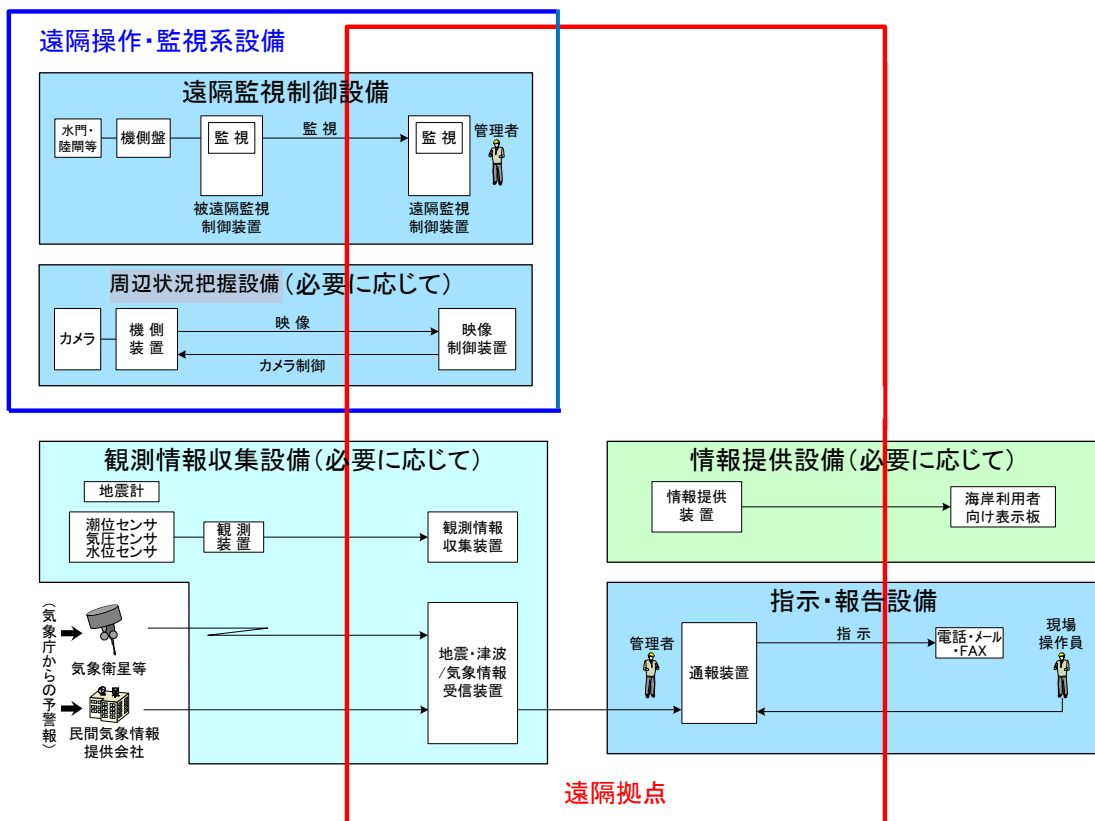 遠隔操作・監視系設備
遠隔監視制御設備
水門・
陸閘等
機側盤
監 視
監 視
監 視
管理者
被遠隔監視
制御装置
遠隔監視
制御装置
周辺状況把握設備(必要に応じて)
カメラ
機 側
装 置
映 像
カメラ制御
映像
制御装置
観測情報収集設備(必要に応じて)
地震計
潮位センサ
気圧センサ
水位センサ
観 測
装 置
観測情報
収集装置
(気象庁からの予警報)
気象衛星等
民間気象情報
提供会社
地震・津波
/気象情報
受信装置
情報提供設備(必要に応じて)
情報提供
装 置
海岸利用者
向け表示板
指示・報告設備
管理者
通報装置
指 示
電話・メール
・FAX
現場
操作員
遠隔拠点